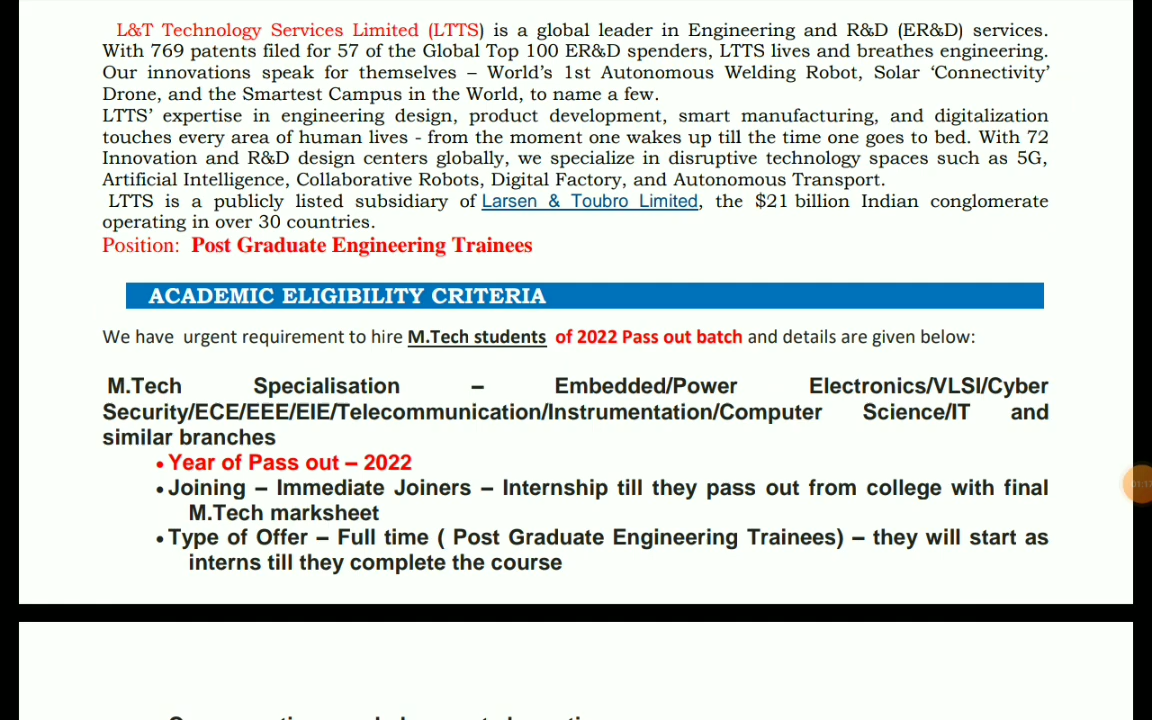 L&T Technology Services Limited (LTTS) is a global leader in Engineering and R&D (ER&D) services.
With 769 patents filed for 57 of the Global Top 100 ER&D spenders, LTTS lives and breathes engineering.
Our innovations speak for themselves – World’s 1st Autonomous Welding Robot, Solar ‘Connectivity’
Drone, and the Smartest Campus in the World, to name a few.
LTTS’ expertise in engineering design, product development, smart manufacturing, and digitalization
touches every area of human lives - from the moment one wakes up till the time one goes to bed. With 72
Innovation and R&D design centers globally, we specialize in disruptive technology spaces such as 5G,
Artificial Intelligence, Collaborative Robots, Digital Factory, and Autonomous Transport.
LTTS is a publicly listed subsidiary of Larsen & Toubro Limited, the $21 billion Indian conglomerate
operating in over 30 countries.
Position: Post Graduate Engineering Trainees
ACADEMIC ELIGIBILITY CRITERIA
We have urgent requirement to hire M.Tech students of 2022 Pass out batch and details are given below:
M.Tech Specialisation – Embedded/Power Electronics/VLSI/Cyber
Security/ECE/EEE/EIE/Telecommunication/Instrumentation/Computer Science/IT and
similar branches
• Year of Pass out – 2022
• Joining – Immediate Joiners – Internship till they pass out from college with final
M.Tech marksheet
• Type of Offer – Full time ( Post Graduate Engineering Trainees) – they will start as
interns till they complete the course